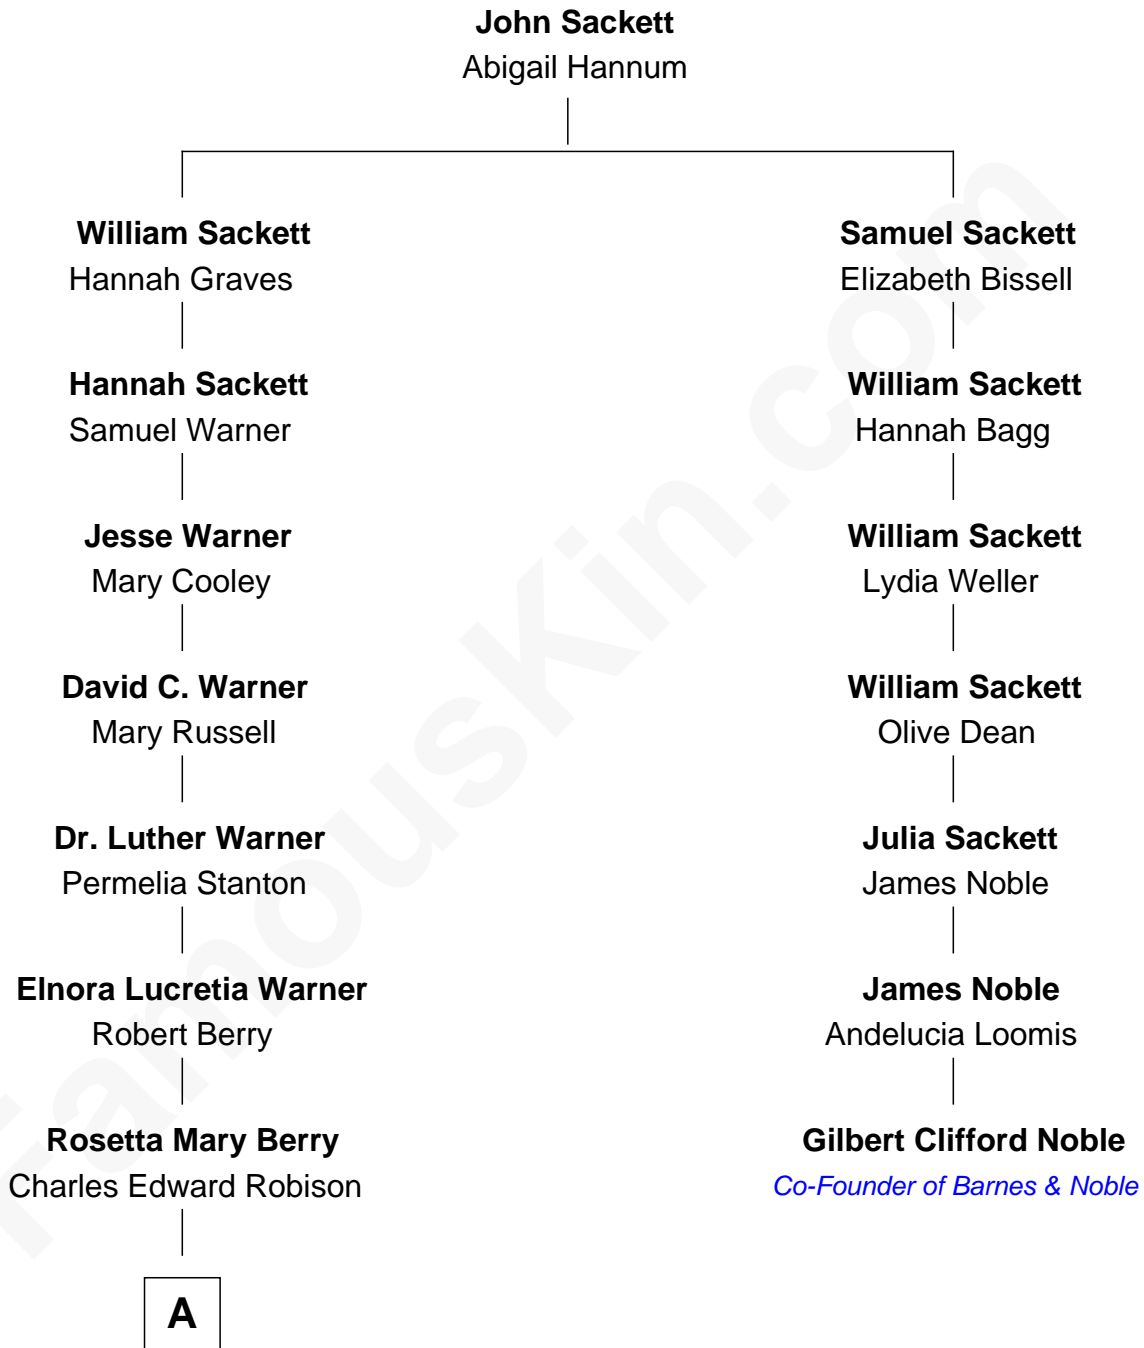 John Sackett
Abigail Hannum
William Sackett
Hannah Graves
Samuel Sackett
Elizabeth Bissell
Hannah Sackett
Samuel Warner
William Sackett
Hannah Bagg
Jesse Warner
Mary Cooley
William Sackett
Lydia Weller
David C. Warner
Mary Russell
William Sackett
Olive Dean
Dr. Luther Warner
Permelia Stanton
Julia Sackett
James Noble
Elnora Lucretia Warner
Robert Berry
James Noble
Andelucia Loomis
Rosetta Mary Berry
Charles Edward Robison
Gilbert Clifford Noble
Co-Founder of Barnes & Noble
A
FamousKin.com